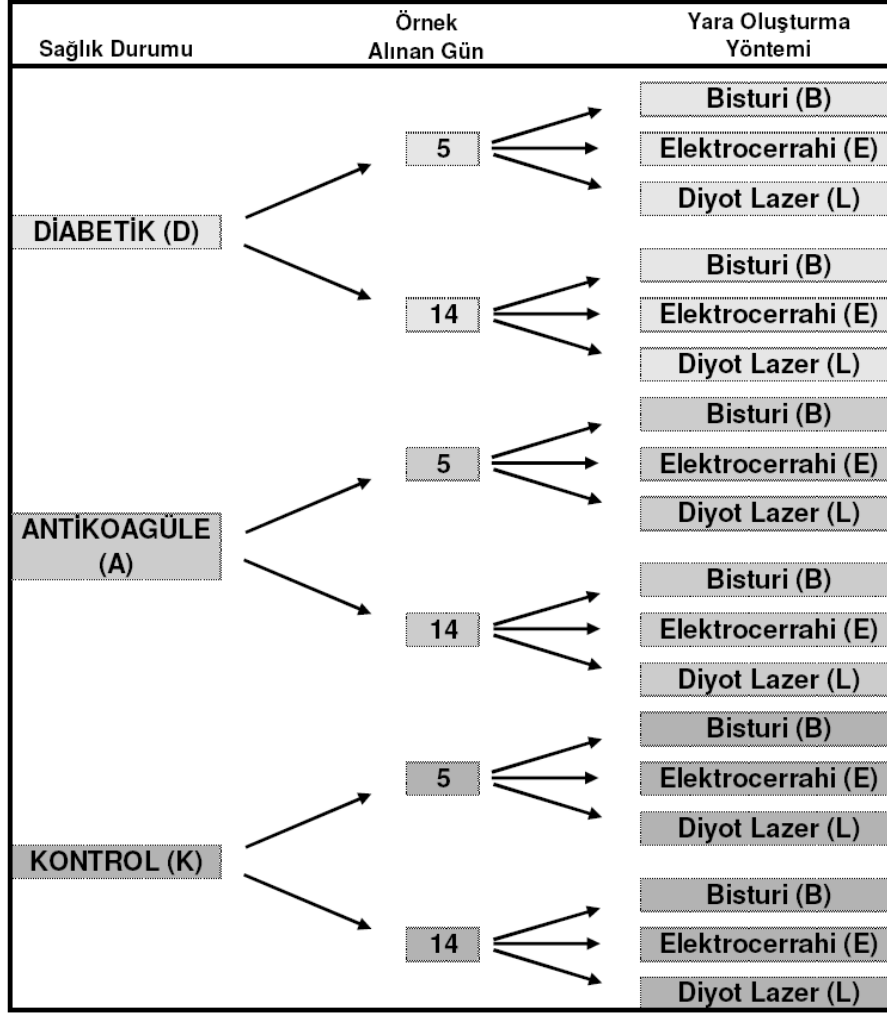 Sağlık Durumu
Örnek
Alınan Gün
Yara Oluşturma
Yöntemi
DİABETİK (D)
5
Bisturi (B)
Elektrocerrahi (E)
Diyot Lazer (L)
14
Bisturi (B)
Elektrocerrahi (E)
Diyot Lazer (L)
ANTİKOAGÜLE
(A)
5
Bisturi (B)
Elektrocerrahi (E)
Diyot Lazer (L)
14
Bisturi (B)
Elektrocerrahi (E)
Diyot Lazer (L)
KONTROL (K)
5
Bisturi (B)
Elektrocerrahi (E)
Diyot Lazer (L)
14
Bisturi (B)
Elektrocerrahi (E)
Diyot Lazer (L)